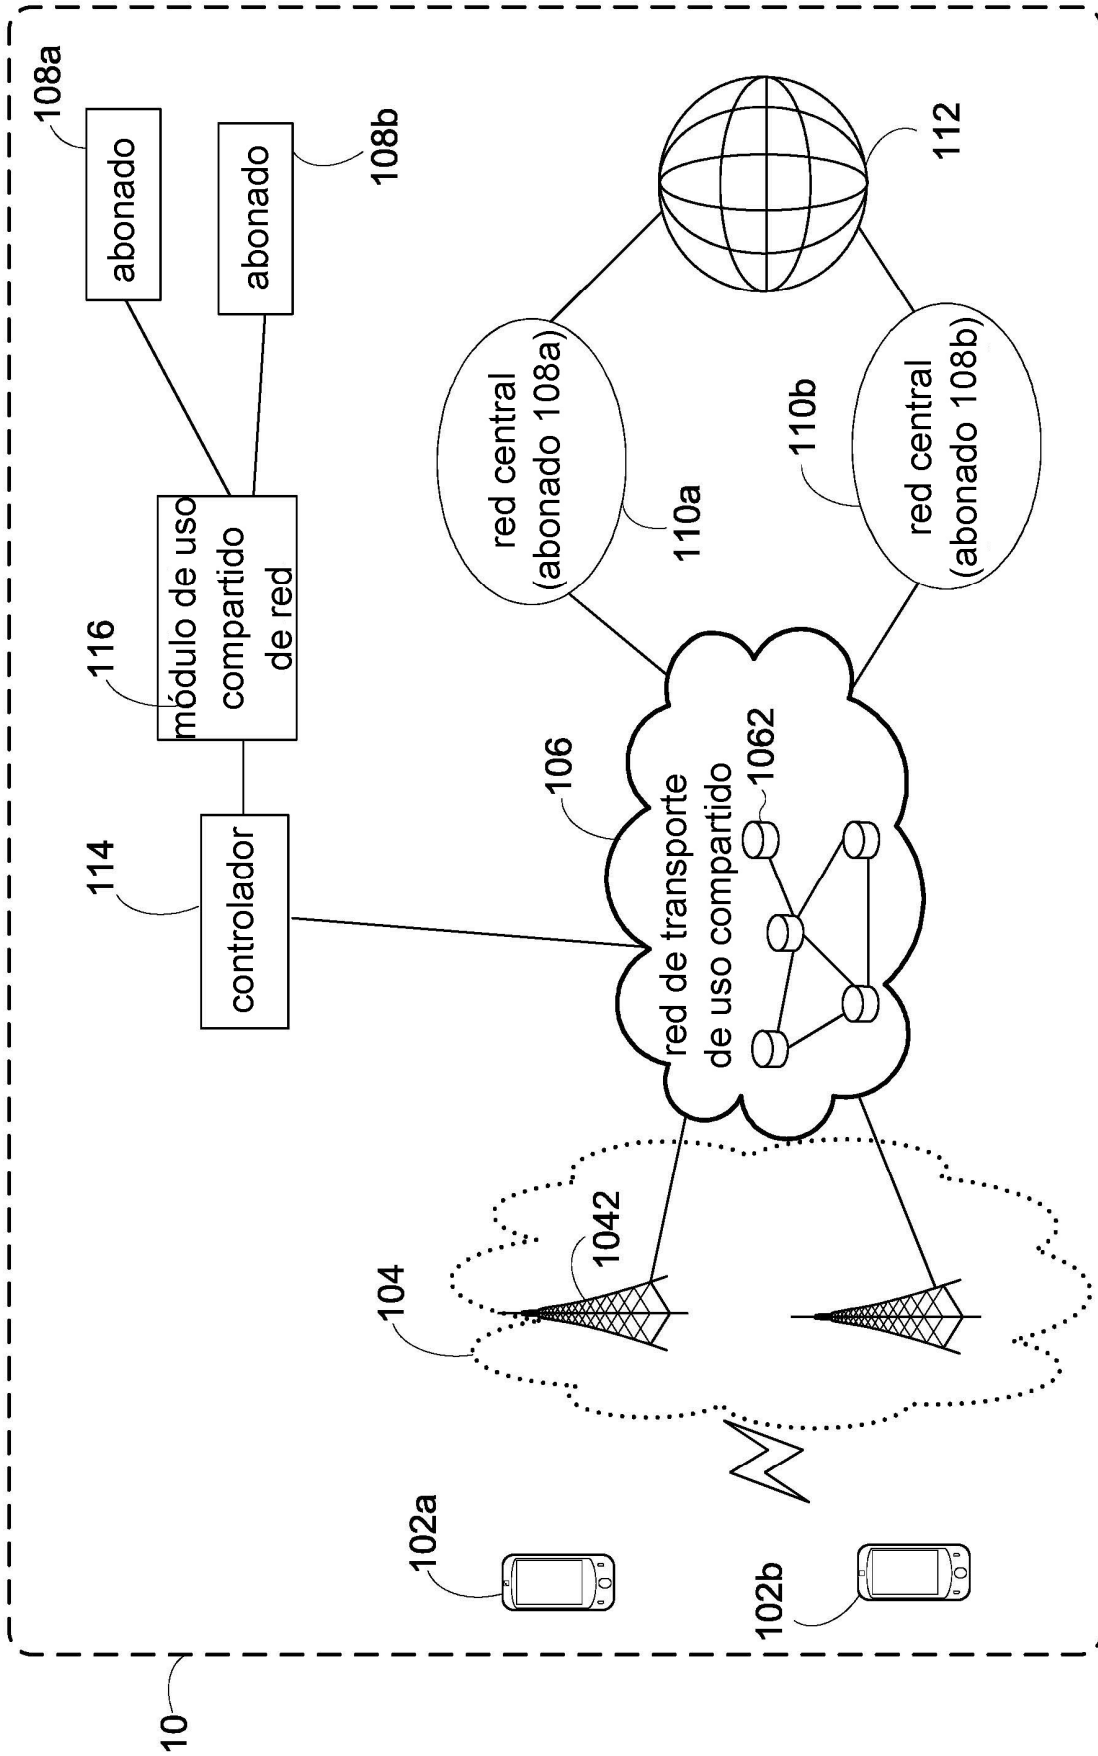 10
114
116
108a
controlador
módulo de uso
compartido
de red
abonado
abonado
108b
104
1042
106
red de transporte
de uso compartido
1062
red central
(abonado 108a)
110a
112
110b
red central
(abonado 108b)
102a
102b